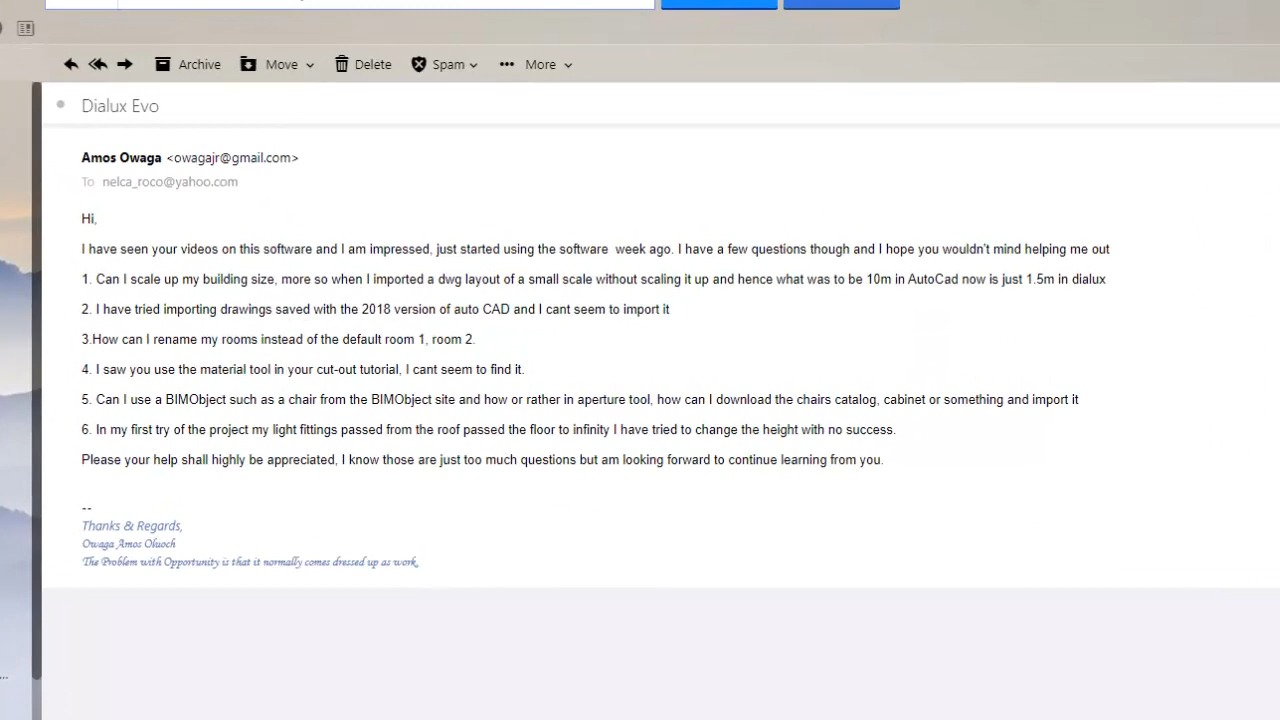 Archive Move Delete Spam More
Dialux Evo
Amos Owaga <owagajr@gmail.com>
To nelca_roco@yahoo.com
Hi,
I have seen your videos on this software and I am impressed, just started using the software  week ago. I have a few questions though and I hope you wouldn't mind helping me out
1. Can I scale up my building size, more so when I imported a dwg layout of a small scale without scaling it up and hence what was to be 10m in AutoCad now is just 1.5m in dialux
2. I have tried importing drawings saved with the 2018 version of auto CAD and I cant seem to import it
3.How can I rename my rooms instead of the default room 1, room 2.
4. I saw you use the material tool in your cut-out tutorial, I cant seem to find it.
5. Can I use a BIMObject such as a chair from the BIMObject site and how or rather in aperture tool, how can I download the chairs catalog, cabinet or something and import it
6. In my first try of the project my light fittings passed from the roof passed the floor to infinity I have tried to change the height with no success.
Please your help shall highly be appreciated, I know those are just too much questions but am looking forward to continue learning from you.
--
Thanks & Regards,
Owaga Amos Oluoch
The Problem with Opportunity is that it normally comes dressed up as work.
...